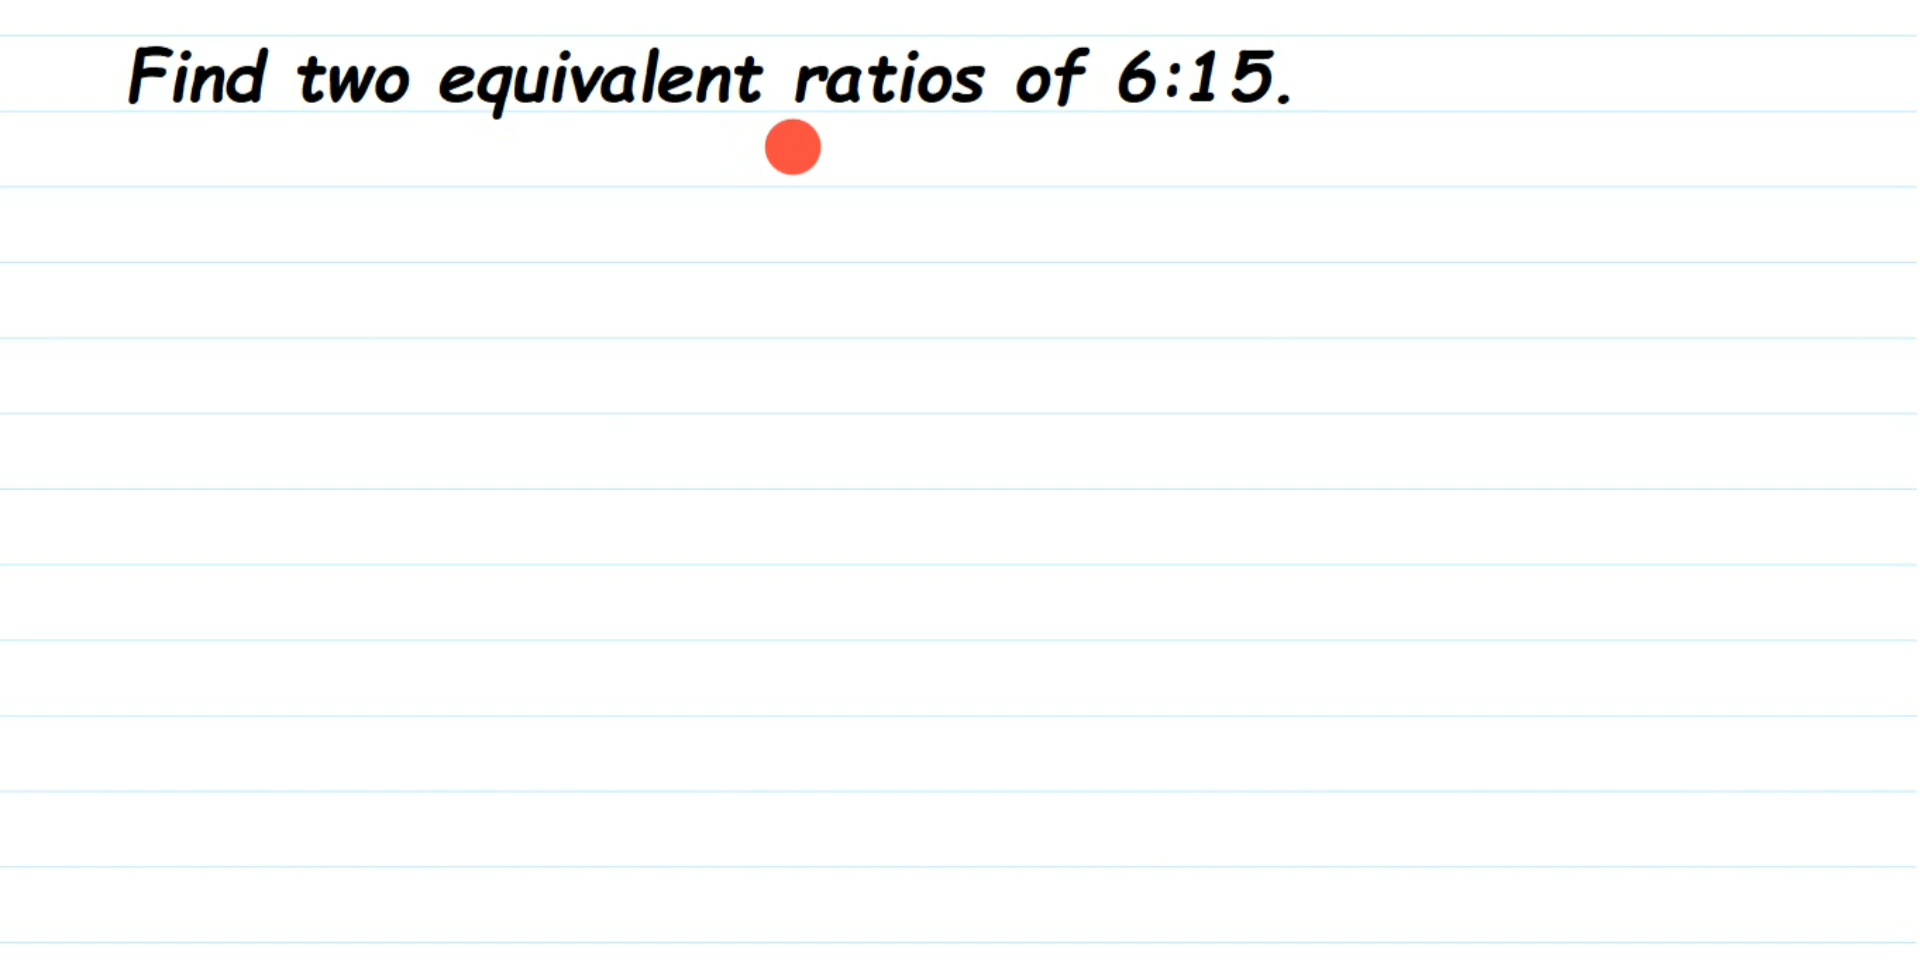 Find two equivalent ratios of 6:15.